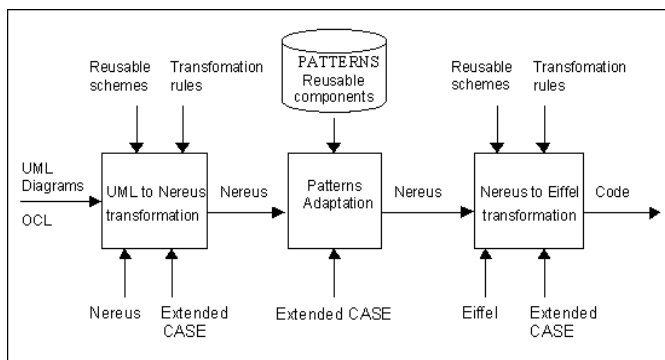 PATTERNS
Reusable
components
Reusable
schemes
Transfomation
rules
Reusable
schemes
Transfomation
rules
UML
Diagrams
OCL
UML to Nereus
transformation
Nereus
Patterns
Adaptation
Nereus
Nereus to Eiffel
transformation
Code
Nereus
Extended
CASE
Extended CASE
Eiffel
Extended
CASE